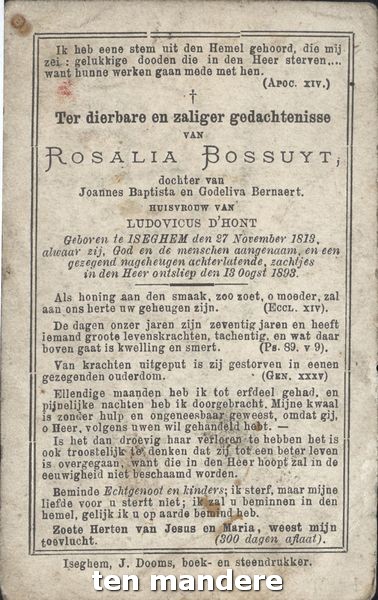 Ik heb eene stem uit den Hemel gehoord, die mij
zei : gelukkige dooden die in den Heer sterven,...
want hunne werken gaan mede met hen.
(Apoc. XIV.)
†
Ter dierbare en zaliger gedachtenisse
VAN
ROSALIA BOSSUYT,
dochter van
Joannes Baptista en Godeliva Bernaert.
HUISVROUW VAN
LUDOVICUS D'HONT
Geboren te ISEGHEM den 27 November 1813,
alwaar zij, God en de menschen aangenaam, en een
gezegend nageheugen achterlatende, zachtjes
in den Heer ontsliep den 13 Oogst 1893.
Als honing aan den smaak, zoo zoet, o moeder, zal
aan ons herte uw geheugen zijn. (Eccl. XIV).
De dagen onzer jaren zijn zeventig jaren en heeft
iemand groote levenskrachten, tachentig, en wat daar
boven gaat is kwelling en smert. (Ps. 89. v 9).
Van krachten uitgeput is zij gestorven in eenen
gezegenden ouderdom. (Gen. XXXV)
Ellendige maanden heb ik tot erfdeel gehad, en
pijnelijke nachten heb ik doorgebracht. Mijne kwaal
is zonder hulp en ongeneesbaar geweest, omdat gij,
o Heer, volgens uwen wil gehandeld hebt. —
Is het dan droevig haar verloren te hebben het is
ook troostelijk te denken dat zij tot een beter leven
is overgegaan, want die in den Heer hoopt zal in de
eeuwigheid niet beschaamd worden.
Beminde Echtgenoot en kinders; ik sterf, maar mijne
liefde voor u sterft niet; ik zal u beminnen in den
hemel, gelijk ik u op aarde bemind heb.
Zoete Herten van Jesus en Maria, weest mijn
toevlucht. (300 dagen aflaat).
Iseghem, J. Dooms, boek- en steendrukker.
ten mandere